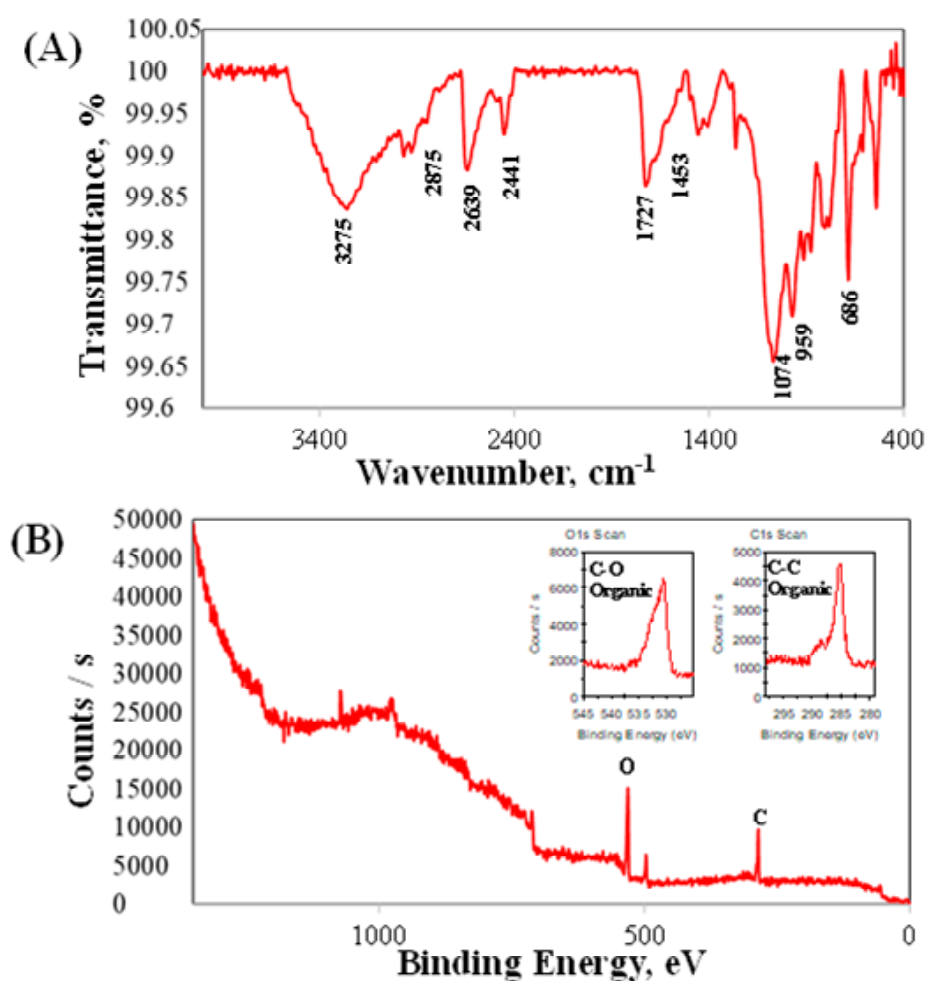 (A)
100.05
100
99.95
99.9
99.85
99.8
99.75
99.7
99.65
99.6
Transmittance, %
3275
2875
2639
2441
1727
1453
1074
959
686
3400
2400
1400
400
Wavenumber, cm-1
(B)
50000
45000
40000
35000
30000
25000
20000
15000
10000
5000
0
Counts / s
O1s Scan
8000
6000
4000
2000
0
Counts / s
C-O
Organic
545 540 535 530
Binding Energy (eV)
C1s Scan
5000
4000
3000
2000
1000
0
Counts / s
C-C
Organic
295 290 285 280
Binding Energy (eV)
O
C
1000
500
0
Binding Energy, eV